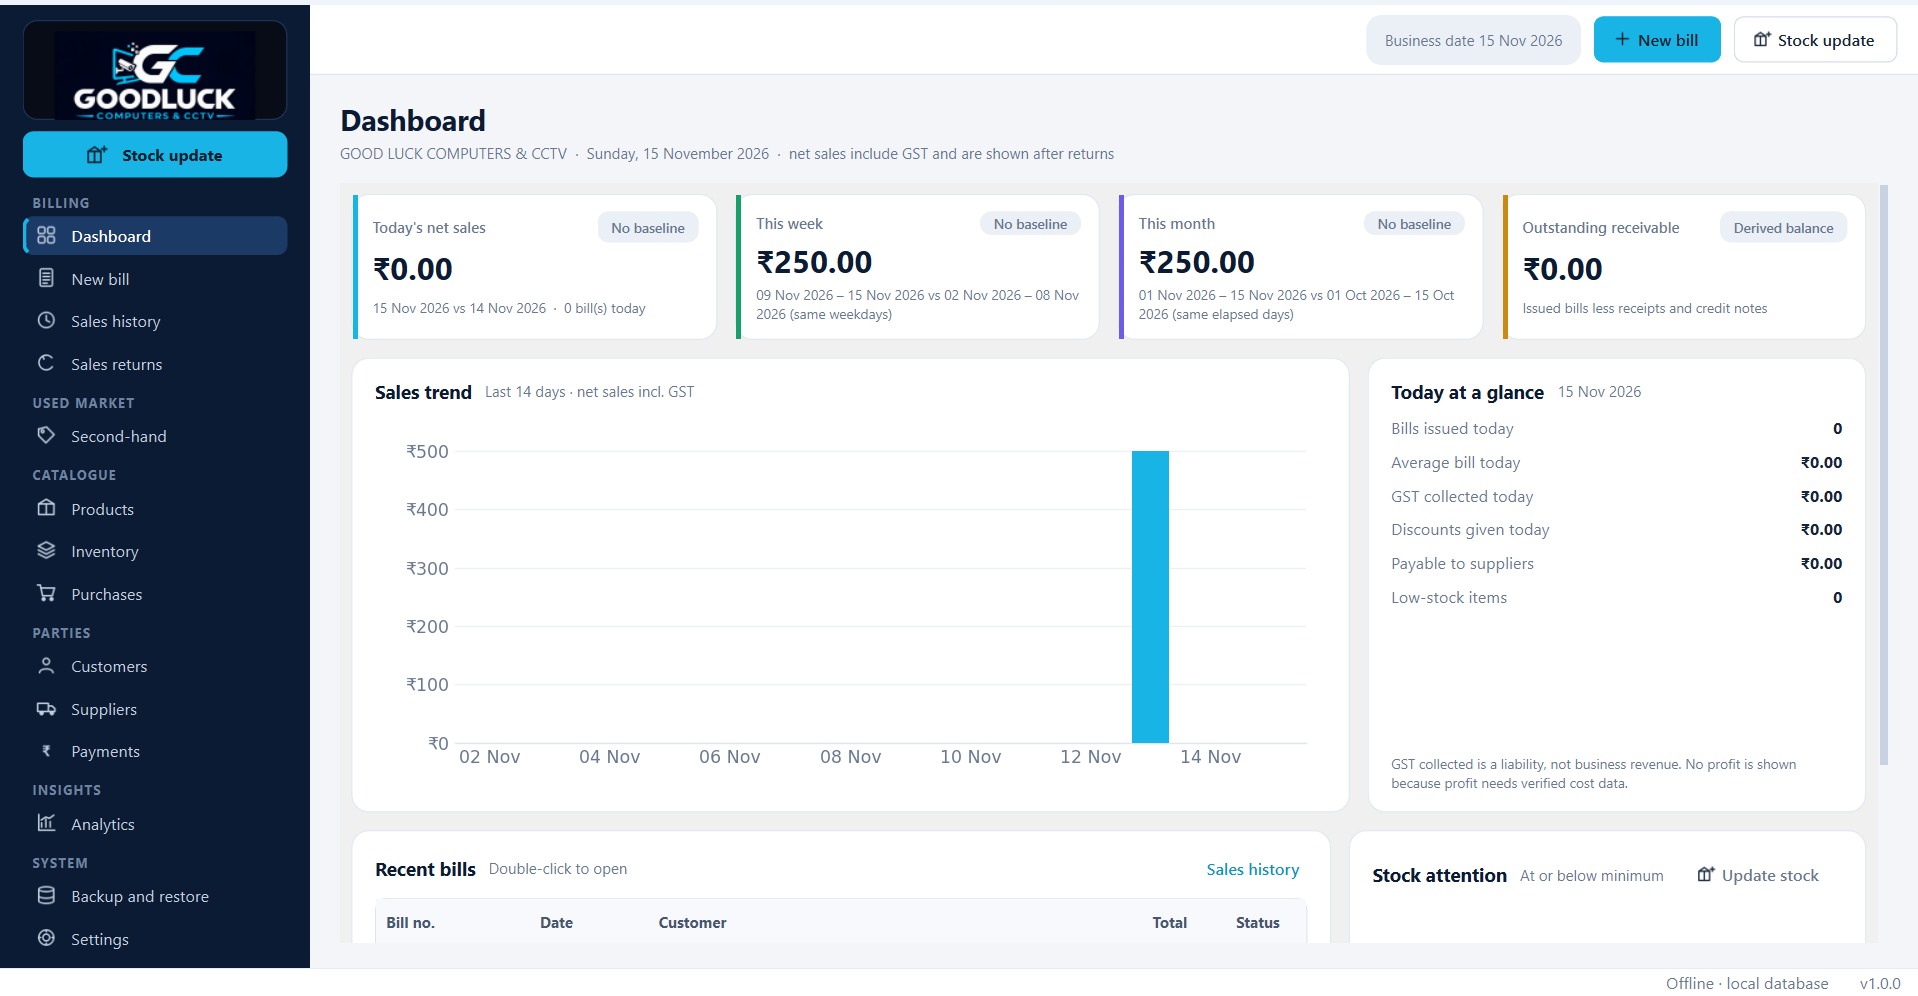 GC
GOODLUCK
COMPUTERS & CCTV
Stock update
BILLING
Dashboard
New bill
Sales history
Sales returns
USED MARKET
Second-hand
CATALOGUE
Products
Inventory
Purchases
PARTIES
Customers
Suppliers
₹ Payments
INSIGHTS
Analytics
SYSTEM
Backup and restore
Settings
Business date 15 Nov 2026
+ New bill
Stock update
Dashboard
GOOD LUCK COMPUTERS & CCTV · Sunday, 15 November 2026 · net sales include GST and are shown after returns
Today's net sales
No baseline
₹0.00
15 Nov 2026 vs 14 Nov 2026 · 0 bill(s) today
This week
No baseline
₹250.00
09 Nov 2026 – 15 Nov 2026 vs 02 Nov 2026 – 08 Nov
2026 (same weekdays)
This month
No baseline
₹250.00
01 Nov 2026 – 15 Nov 2026 vs 01 Oct 2026 – 15 Oct
2026 (same elapsed days)
Outstanding receivable
Derived balance
₹0.00
Issued bills less receipts and credit notes
Sales trend Last 14 days · net sales incl. GST
₹500
₹400
₹300
₹200
₹100
₹0
02 Nov 04 Nov 06 Nov 08 Nov 10 Nov 12 Nov 14 Nov
Today at a glance 15 Nov 2026
Bills issued today 0
Average bill today ₹0.00
GST collected today ₹0.00
Discounts given today ₹0.00
Payable to suppliers ₹0.00
Low-stock items 0
GST collected is a liability, not business revenue. No profit is shown
because profit needs verified cost data.
Recent bills Double-click to open Sales history
Bill no. Date Customer Total Status
Stock attention At or below minimum Update stock
Offline · local database v1.0.0